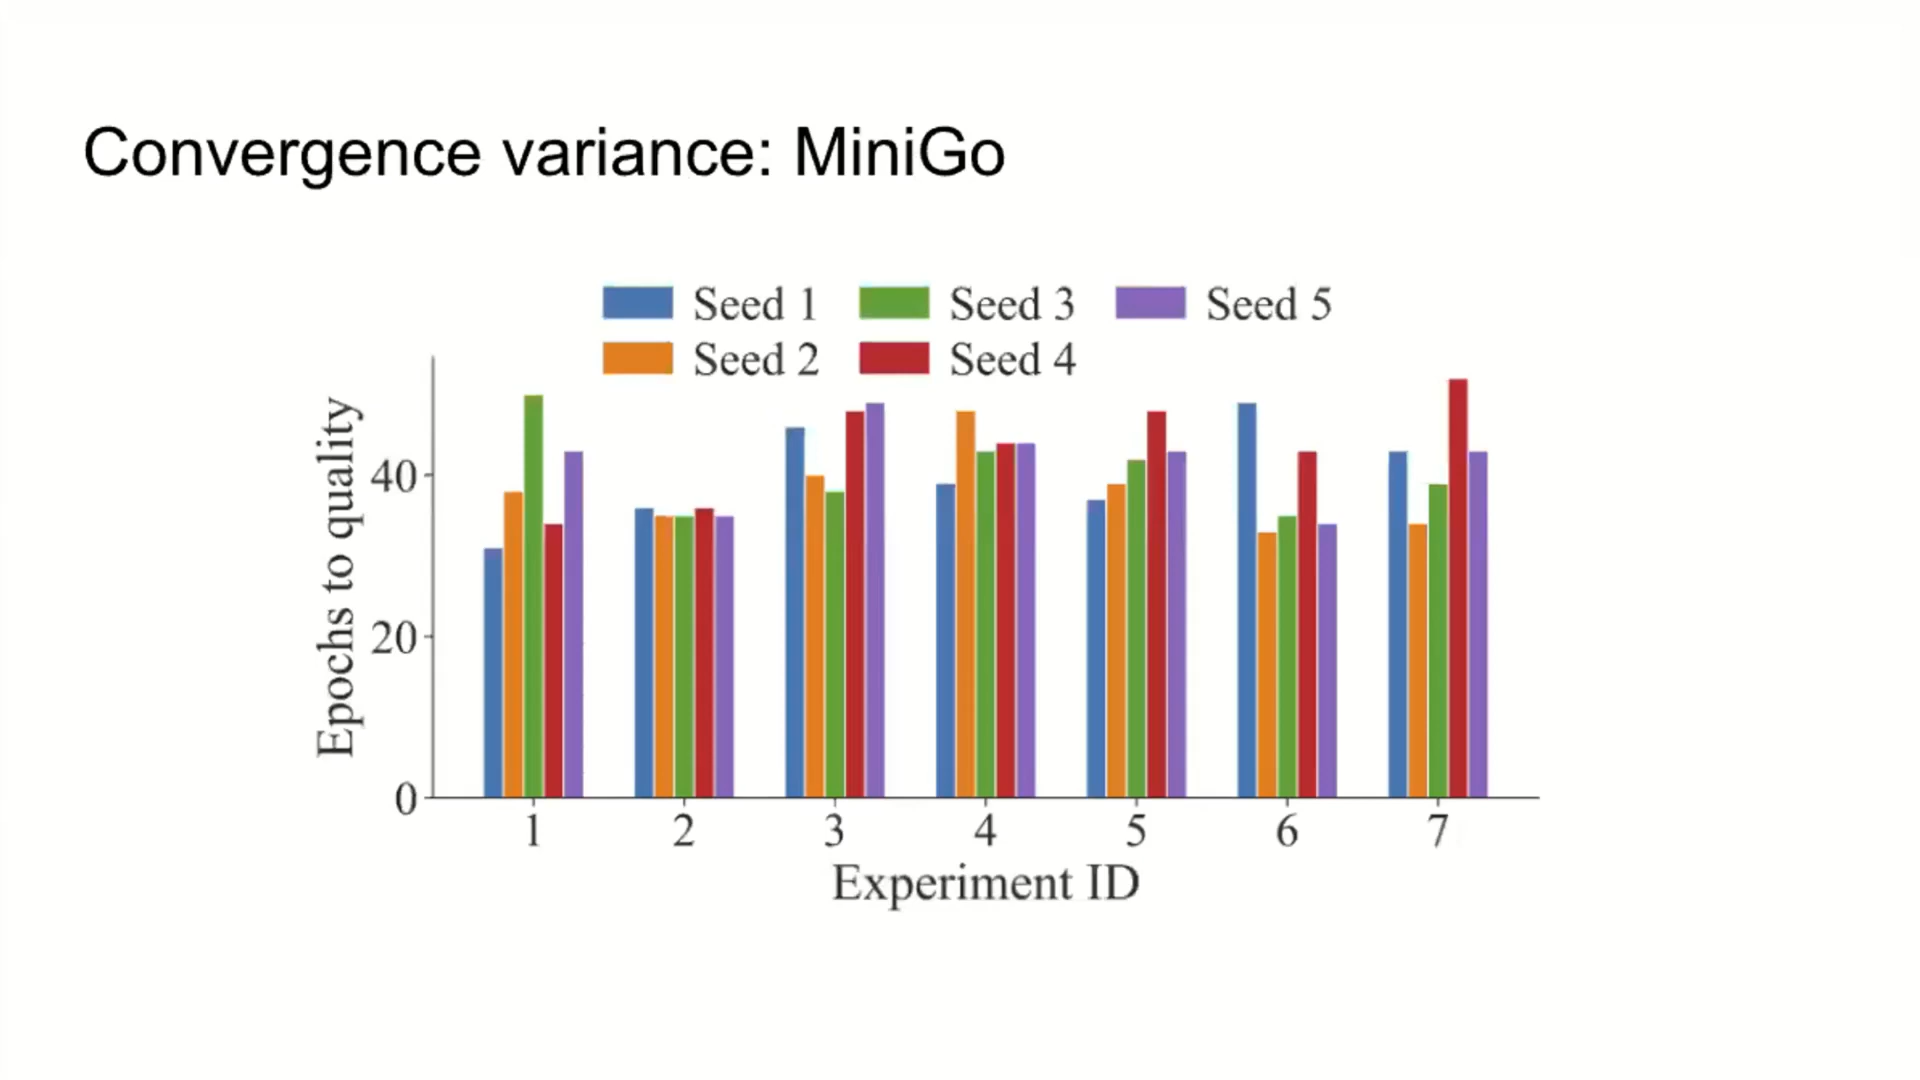 Convergence variance: MiniGo
Seed 1 Seed 3 Seed 5
Seed 2 Seed 4
Epochs to quality
40
20
0
1 2 3 4 5 6 7
Experiment ID